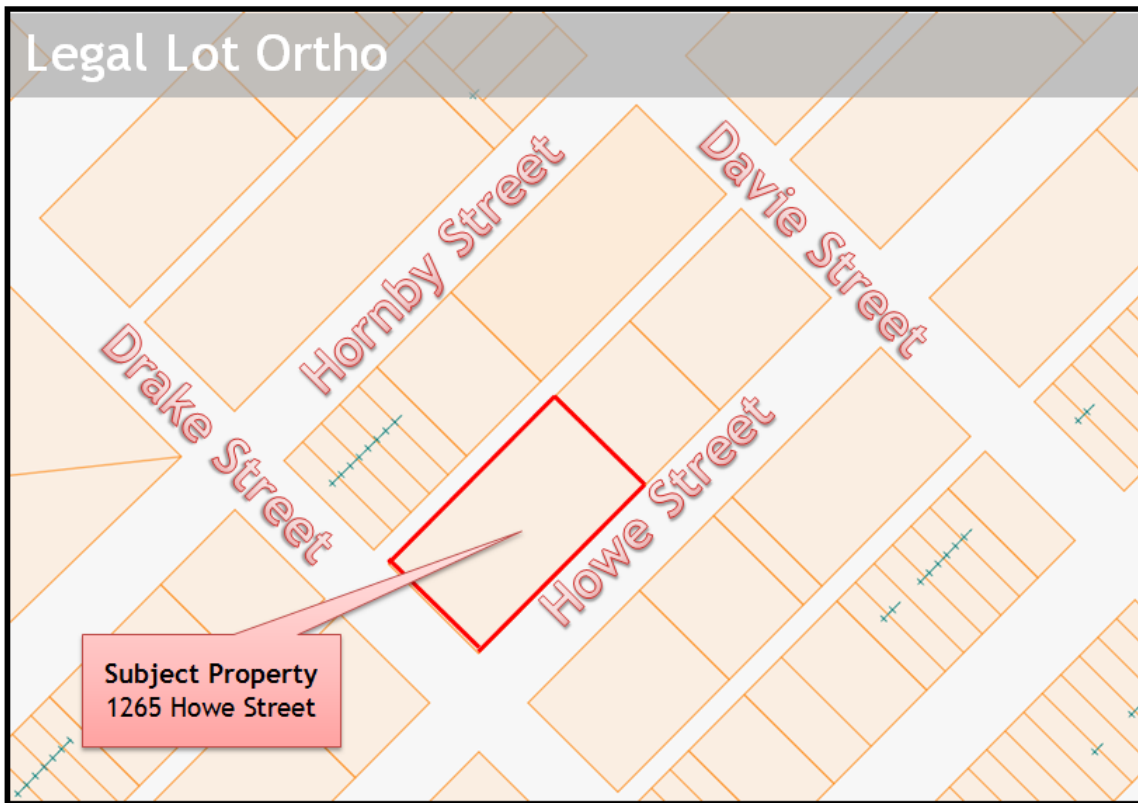 Legal Lot Ortho
Hornby Street
Davie Street
Drake Street
Howe Street
Subject Property
1265 Howe Street